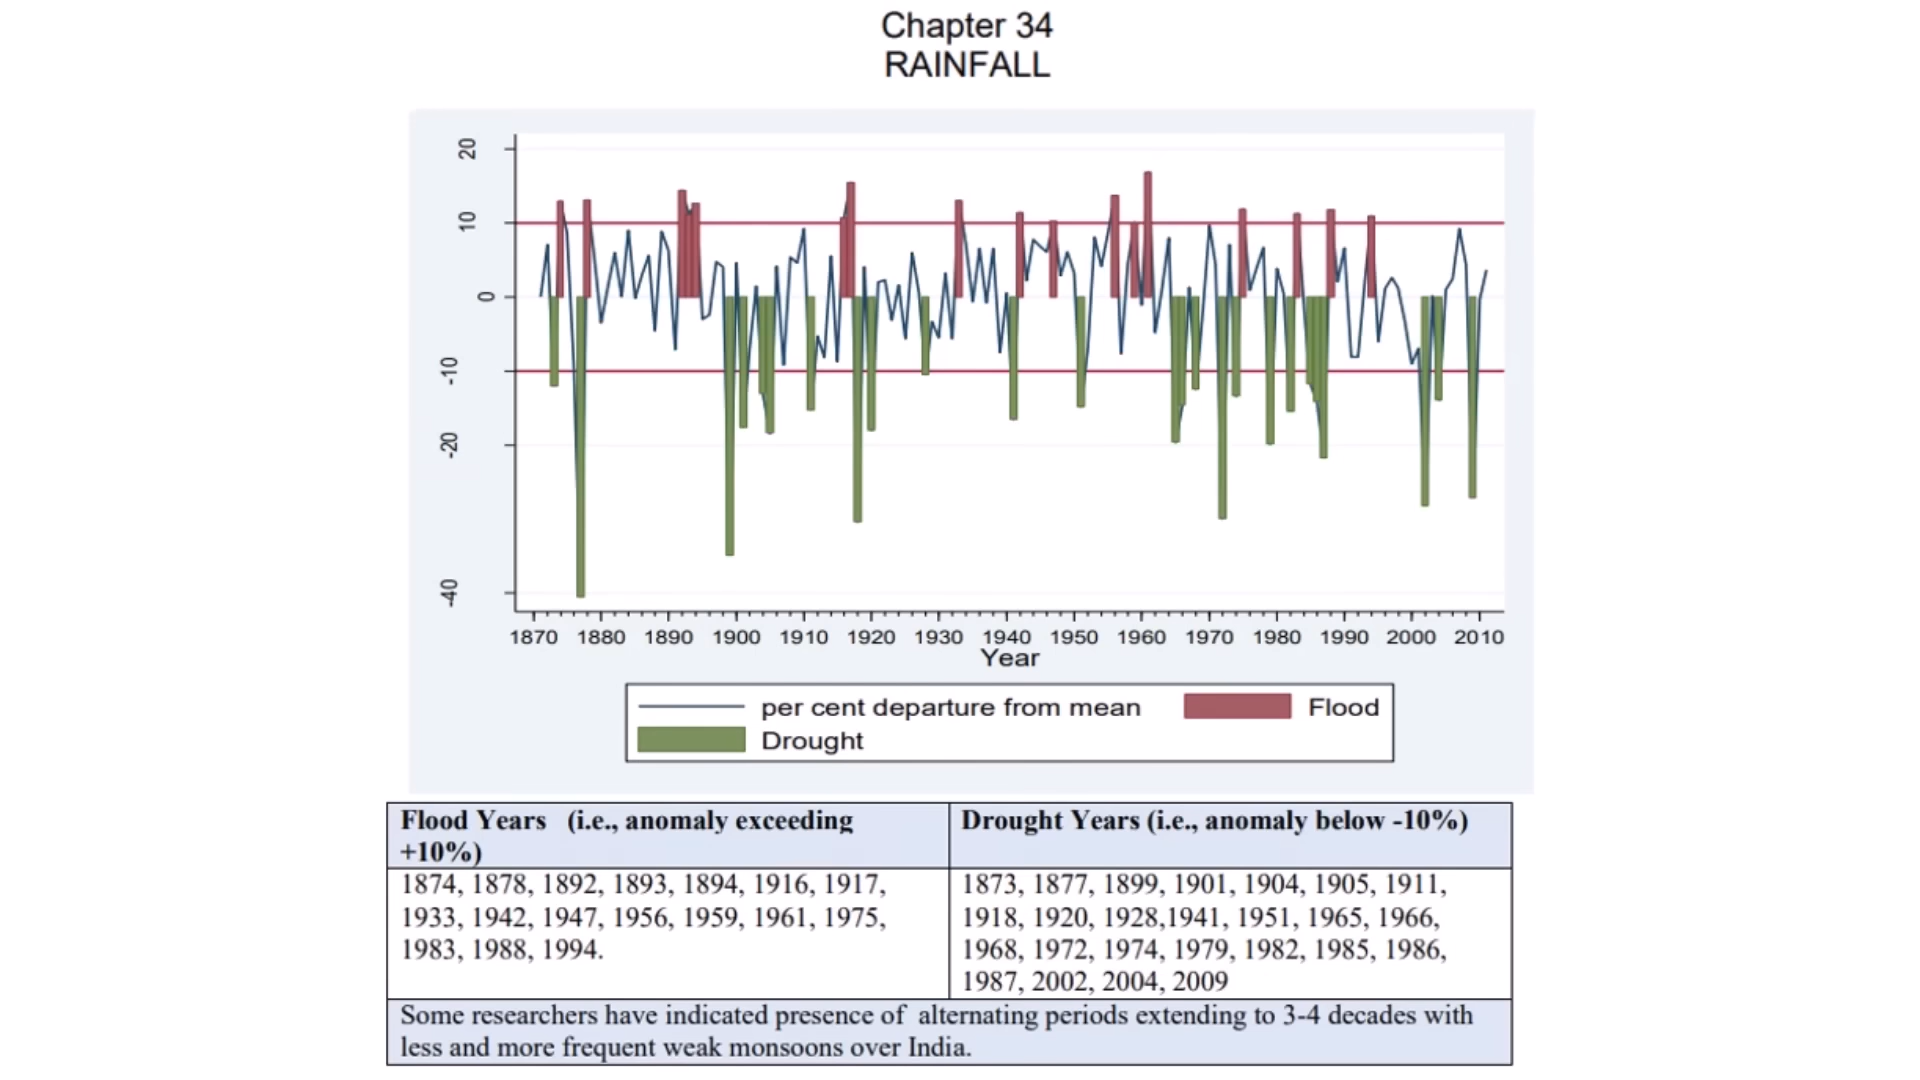 Chapter 34
RAINFALL
20
10
0
-10
-20
-40
1870 1880 1890 1900 1910 1920 1930 1940 1950 1960 1970 1980 1990 2000 2010
Year
per cent departure from mean Flood
Drought
Flood Years (i.e., anomaly exceeding
+10%)
Drought Years (i.e., anomaly below -10%)
1874, 1878, 1892, 1893, 1894, 1916, 1917,
1933, 1942, 1947, 1956, 1959, 1961, 1975,
1983, 1988, 1994.
1873, 1877, 1899, 1901, 1904, 1905, 1911,
1918, 1920, 1928,1941, 1951, 1965, 1966,
1968, 1972, 1974, 1979, 1982, 1985, 1986,
1987, 2002, 2004, 2009
Some researchers have indicated presence of alternating periods extending to 3-4 decades with
less and more frequent weak monsoons over India.